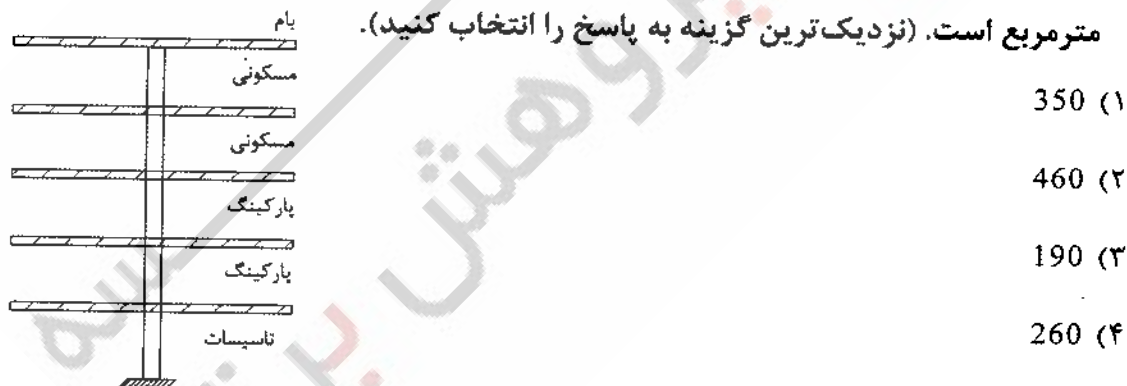 مترمربع است. (نزدیک‌ترین گزینه به پاسخ را انتخاب کنید).
۱) 350
۲) 460
۳) 190
۴) 260
بام
مسکونی
مسکونی
پارکینگ
پارکینگ
تاسیسات
پژوهش